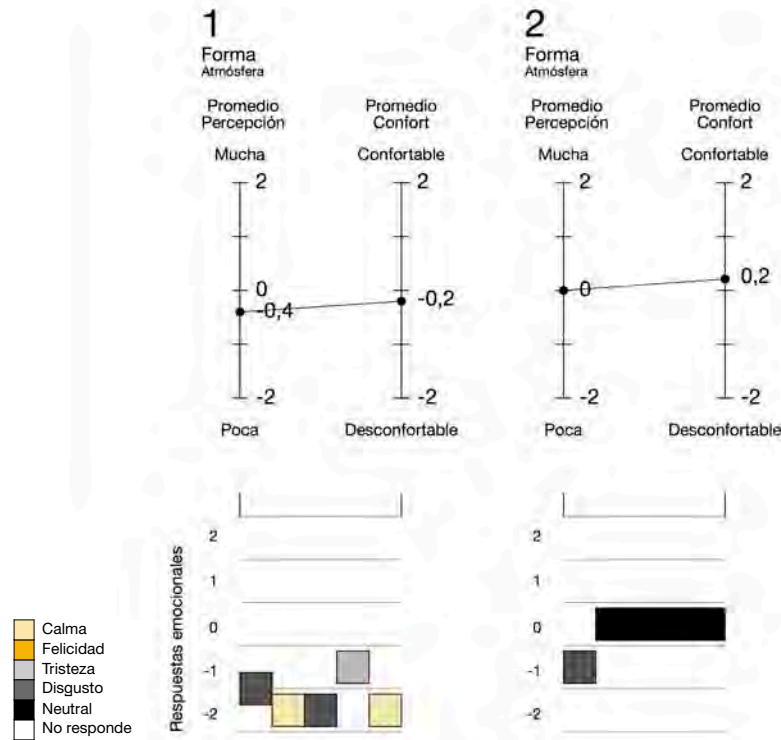 1
Forma
Atmósfera
Promedio
Percepción
Promedio
Confort
Mucha
Confortable
2
2
0
-0,4
-0,2
-2
-2
Poca
Desconfortable
2
Forma
Atmósfera
Promedio
Percepción
Promedio
Confort
Mucha
Confortable
2
2
0
0,2
-2
-2
Poca
Desconfortable
Respuestas emocionales
2
1
0
-1
-2
2
1
0
-1
-2
Calma
Felicidad
Tristeza
Disgusto
Neutral
No responde